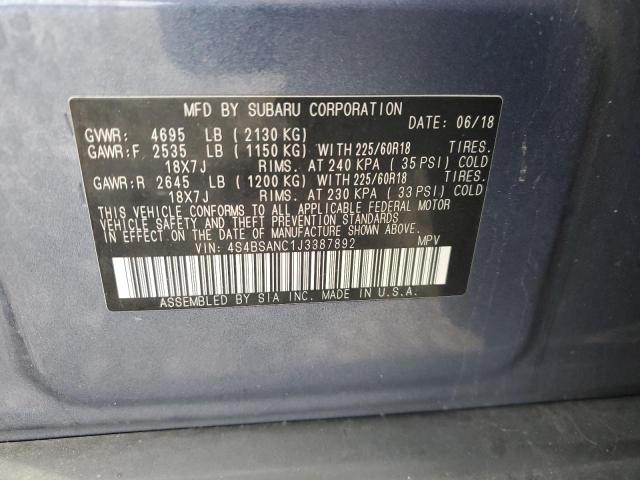 MFD BY SUBARU CORPORATION
DATE: 06/18
GVWR: 4695 LB (2130 KG)
GAWR:F 2535 LB (1150 KG) WITH 225/60R18 TIRES.
18X7J RIMS. AT 240 KPA (35 PSI) COLD
GAWR:R 2645 LB (1200 KG) WITH 225/60R18 TIRES.
18X7J RIMS. AT 230 KPA (33 PSI) COLD
THIS VEHICLE CONFORMS TO ALL APPLICABLE FEDERAL MOTOR
VEHICLE SAFETY AND THEFT PREVENTION STANDARDS
IN EFFECT ON THE DATE OF MANUFACTURE SHOWN ABOVE.
VIN: 4S4BSANC1J3387892 MPV
ASSEMBLED BY SIA INC. MADE IN U.S.A.